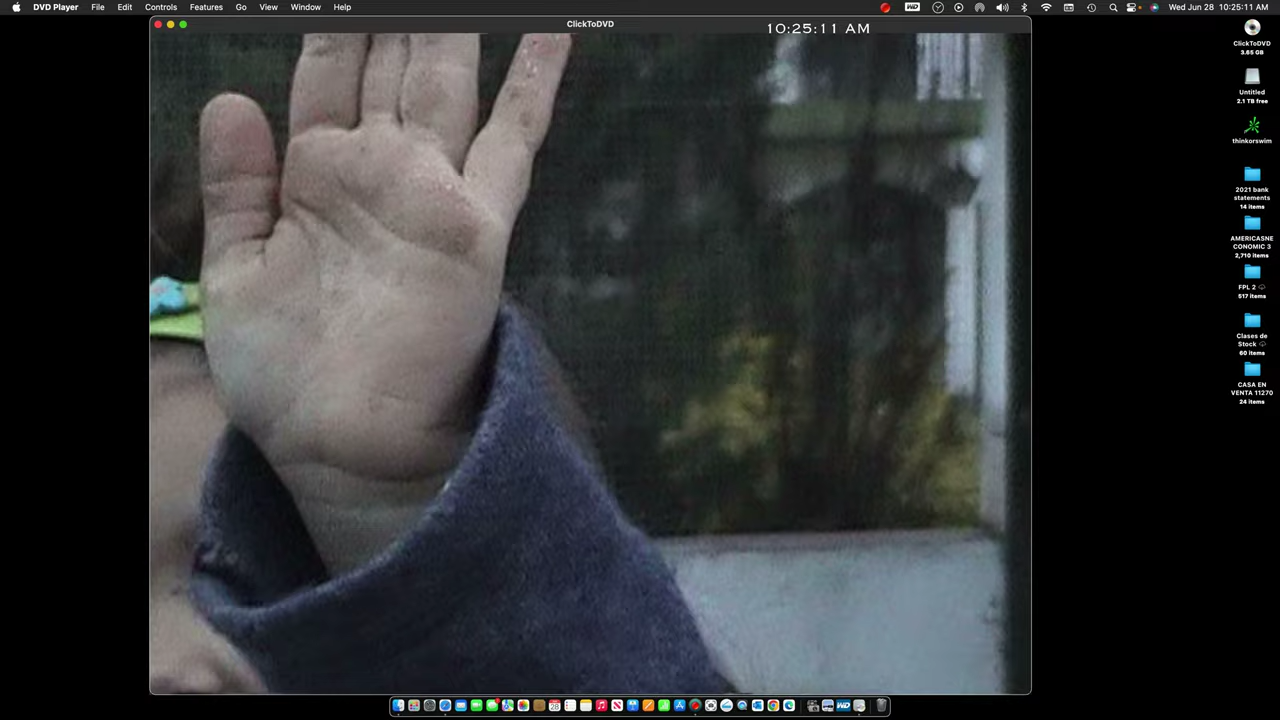 DVD Player File Edit Controls Features Go View Window Help
WD
Wed Jun 28 10:25:11 AM
ClickToDVD
10:25:11 AM
ClickToDVD
3.65 GB
Untitled
2.1 TB free
thinkorswim
2021 bank
statements
14 items
AMERICASNE
CONOMIC 3
2,710 items
FPL 2
517 items
Clases de
Stock
60 items
CASA EN
VENTA 11270
24 items
28
WD